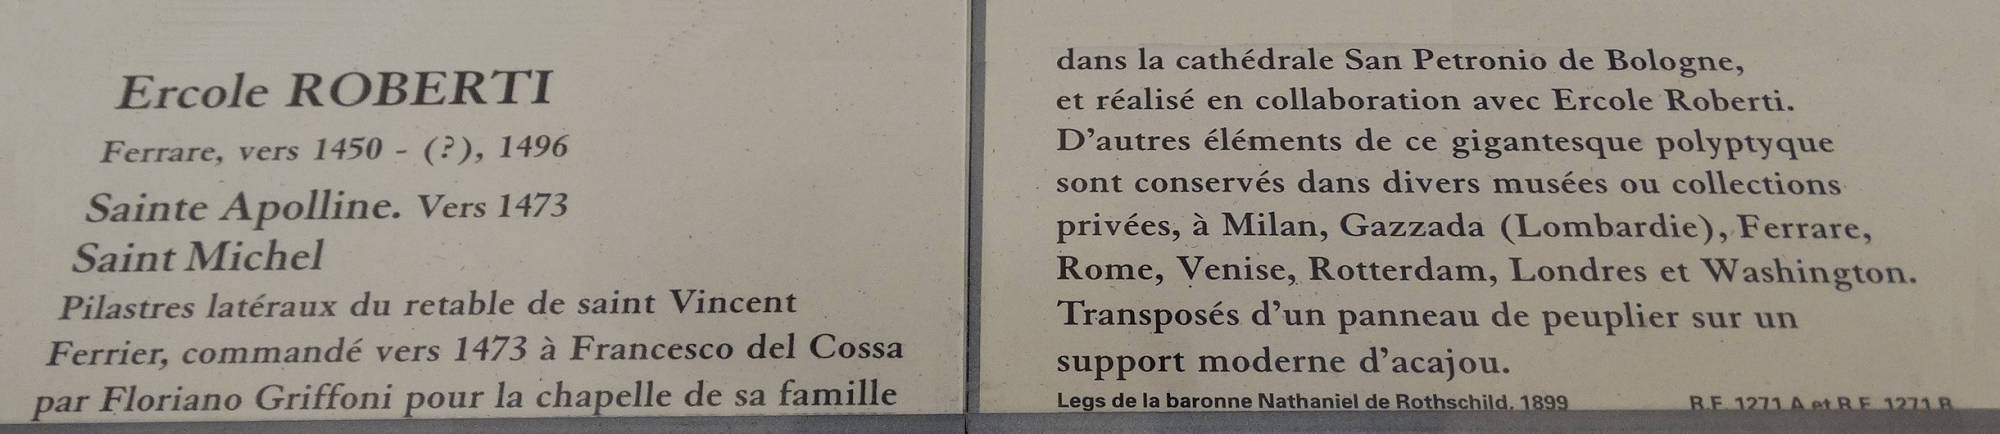 Ercole ROBERTI
Ferrare, vers 1450 - (?), 1496
Sainte Apolline. Vers 1473
Saint Michel
Pilastres latéraux du retable de saint Vincent
Ferrier, commandé vers 1473 à Francesco del Cossa
par Floriano Griffoni pour la chapelle de sa famille
dans la cathédrale San Petronio de Bologne,
et réalisé en collaboration avec Ercole Roberti.
D'autres éléments de ce gigantesque polyptyque
sont conservés dans divers musées ou collections
privées, à Milan, Gazzada (Lombardie), Ferrare,
Rome, Venise, Rotterdam, Londres et Washington.
Transposés d'un panneau de peuplier sur un
support moderne d'acajou.
Legs de la baronne Nathaniel de Rothschild, 1899
R.F. 1271 A et R.F. 1271 B